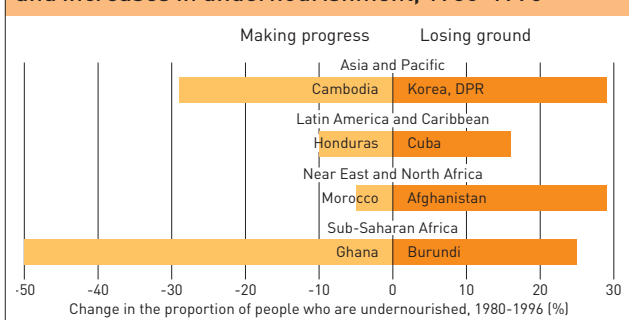 and increases in undernourishment, 1980-1996
Making progress Losing ground
Asia and Pacific
Cambodia Korea, DPR
Latin America and Caribbean
Honduras Cuba
Near East and North Africa
Morocco Afghanistan
Sub-Saharan Africa
Ghana Burundi
-50 -40 -30 -20 -10 0 10 20 30
Change in the proportion of people who are undernourished, 1980-1996 (%)